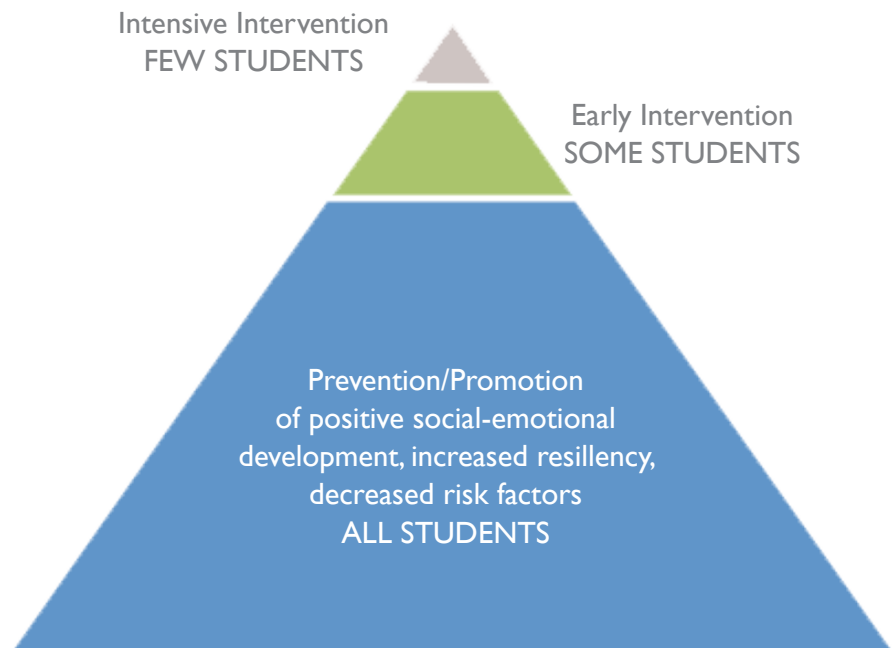 Intensive Intervention
FEW STUDENTS
Early Intervention
SOME STUDENTS
Prevention/Promotion
of positive social-emotional
development, increased resillency,
decreased risk factors
ALL STUDENTS